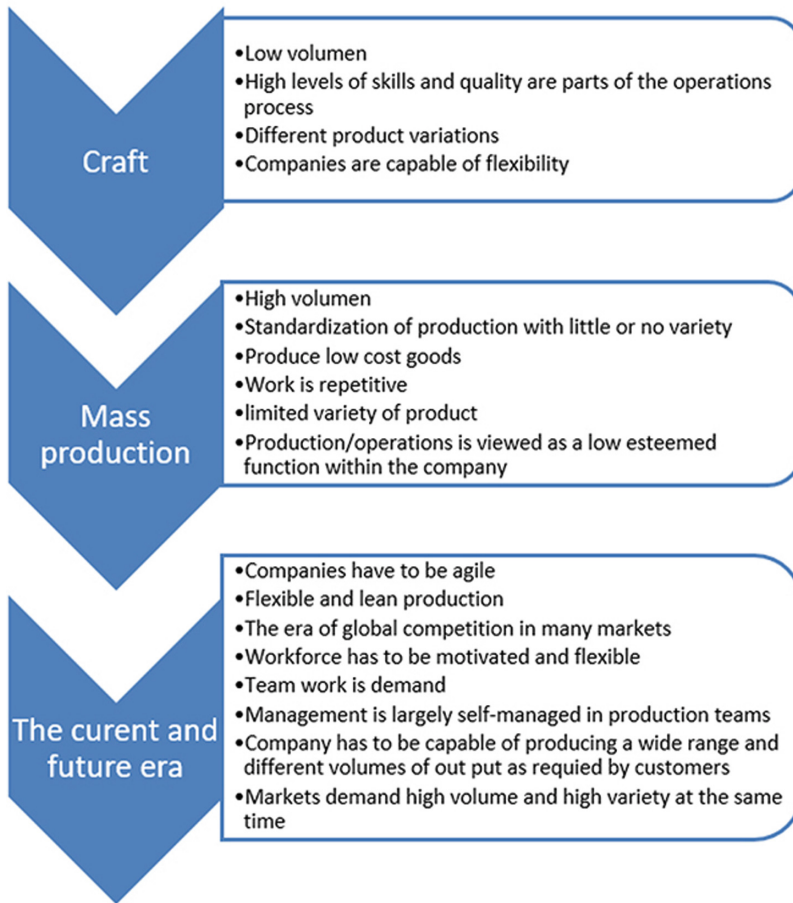 Craft
•Low volumen
•High levels of skills and quality are parts of the operations
process
•Different product variations
•Companies are capable of flexibility
Mass
production
•High volumen
•Standardization of production with little or no variety
•Produce low cost goods
•Work is repetitive
•limited variety of product
•Production/operations is viewed as a low esteemed
function within the company
The curent and
future era
•Companies have to be agile
•Flexible and lean production
•The era of global competition in many markets
•Workforce has to be motivated and flexible
•Team work is demand
•Management is largely self-managed in production teams
•Company has to be capable of producing a wide range and
different volumes of out put as requied by customers
•Markets demand high volume and high variety at the same
time